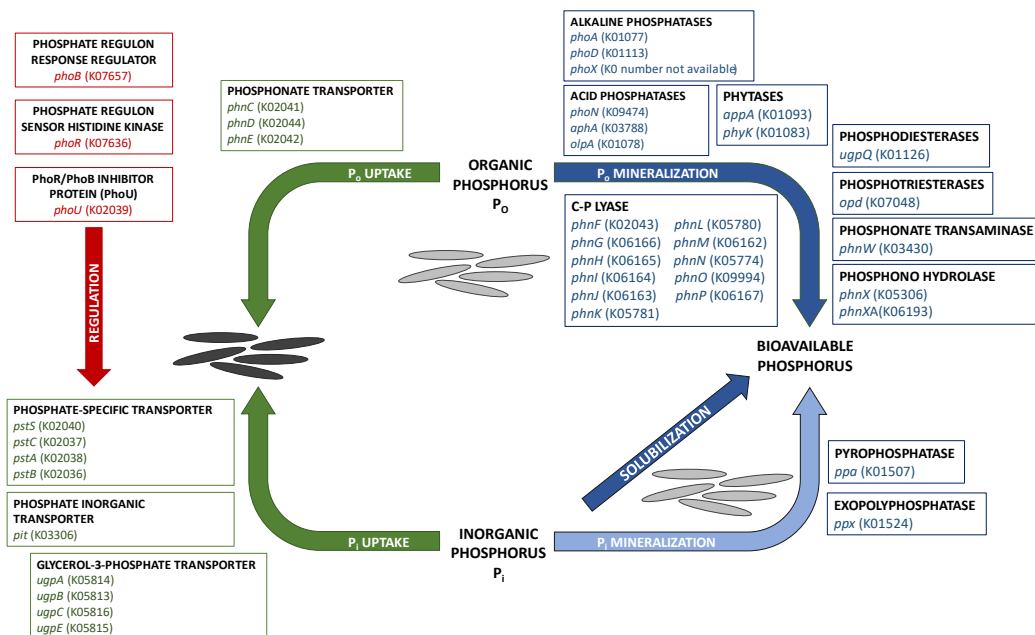 PHOSPHATE REGULON
RESPONSE REGULATOR
phoB (K07657)
PHOSPHATE REGULON
SENSOR HISTIDINE KINASE
phoR (K07636)
PhoR/PhoB INHIBITOR
PROTEIN (PhoU)
phoU (K02039)
REGULATION
PHOSPHONATE TRANSPORTER
phnC (K02041)
phnD (K02044)
phnE (K02042)
ALKALINE PHOSPHATASES
phoA (K01077)
phoD (K01113)
phoX (K0 number not available)
ACID PHOSPHATASES
phoN (K09474)
aphA (K03788)
olpA (K01078)
PHYTASES
appA (K01093)
phyK (K01083)
PHOSPHODIESTERASES
ugpQ (K01126)
PHOSPHOTRIESTERASES
opd (K07048)
PHOSPHONATE TRANSAMINASE
phnW (K03430)
PHOSPHONO HYDROLASE
phnX (K05306)
phnXA(K06193)
Po UPTAKE
ORGANIC
PHOSPHORUS
PO
Po MINERALIZATION
C-P LYASE
phnF (K02043) phnL (K05780)
phnG (K06166) phnM (K06162)
phnH (K06165) phnN (K05774)
phnI (K06164) phnO (K09994)
phnJ (K06163) phnP (K06167)
phnK (K05781)
BIOAVAILABLE
PHOSPHORUS
SOLUBILIZATION
PHOSPHATE-SPECIFIC TRANSPORTER
pstS (K02040)
pstC (K02037)
pstA (K02038)
pstB (K02036)
PHOSPHATE INORGANIC
TRANSPORTER
pit (K03306)
GLYCEROL-3-PHOSPHATE TRANSPORTER
ugpA (K05814)
ugpB (K05813)
ugpC (K05816)
ugpE (K05815)
Pi UPTAKE
INORGANIC
PHOSPHORUS
Pi
Pi MINERALIZATION
PYROPHOSPHATASE
ppa (K01507)
EXOPOLYPHOSPHATASE
ppx (K01524)